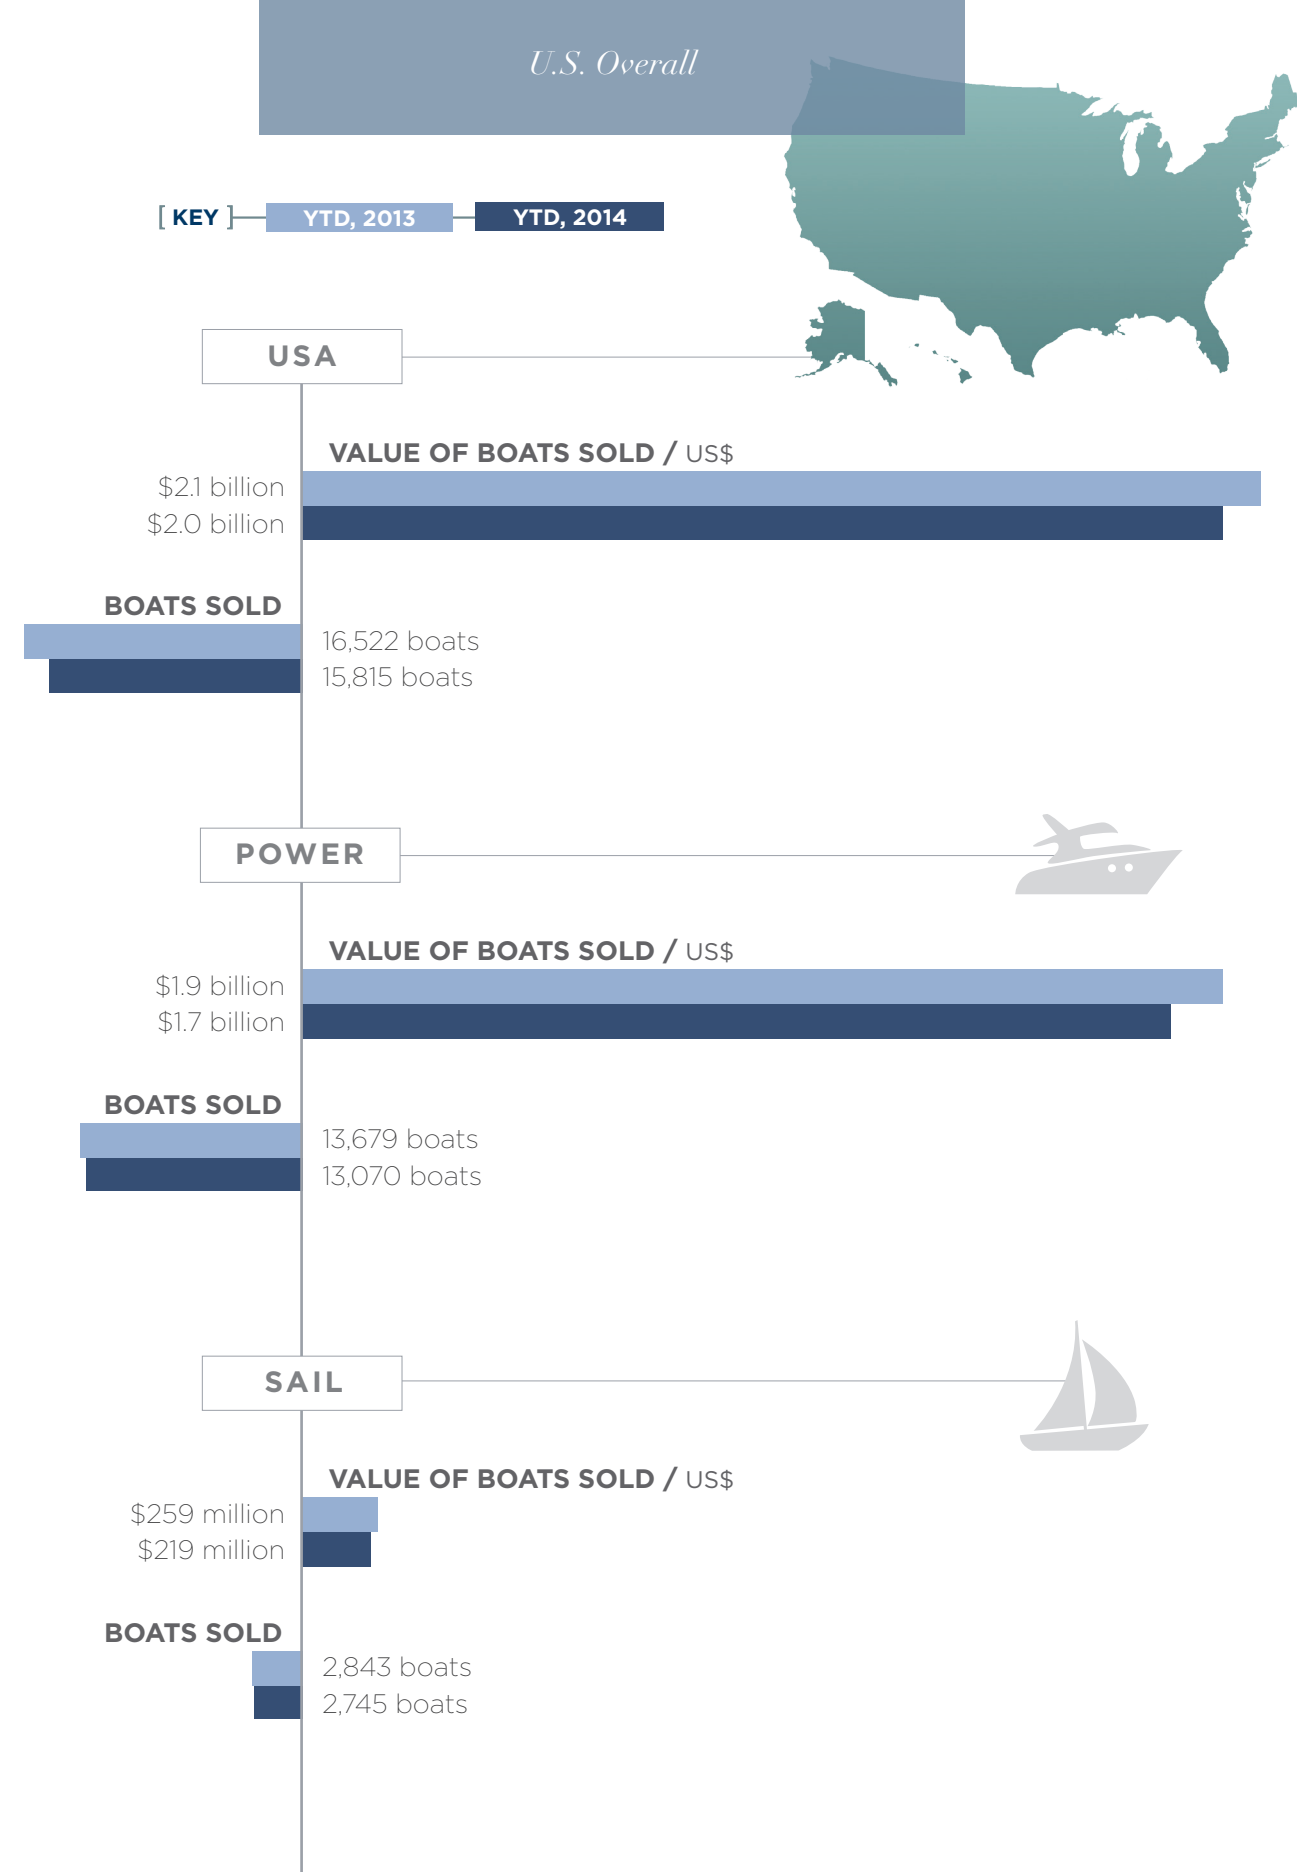 U.S. Overall
[ KEY ] YTD, 2013 YTD, 2014
USA
VALUE OF BOATS SOLD / US$
$2.1 billion
$2.0 billion
BOATS SOLD
16,522 boats
15,815 boats
POWER
VALUE OF BOATS SOLD / US$
$1.9 billion
$1.7 billion
BOATS SOLD
13,679 boats
13,070 boats
SAIL
VALUE OF BOATS SOLD / US$
$259 million
$219 million
BOATS SOLD
2,843 boats
2,745 boats